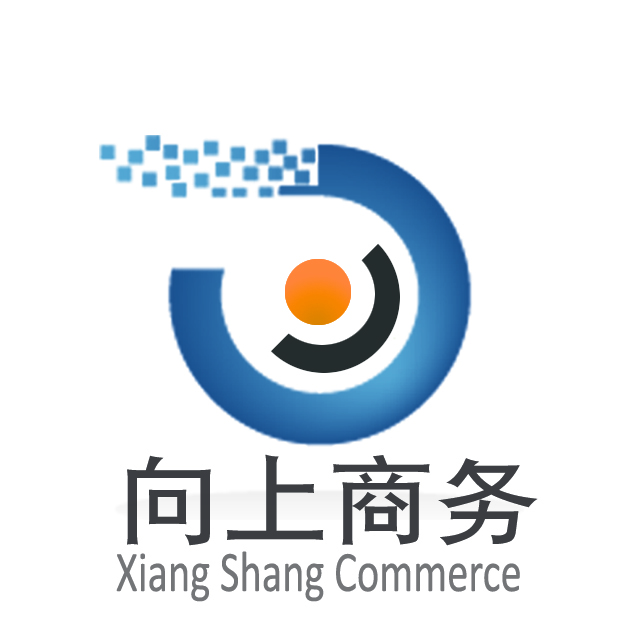 向上商务
Xiang Shang Commerce